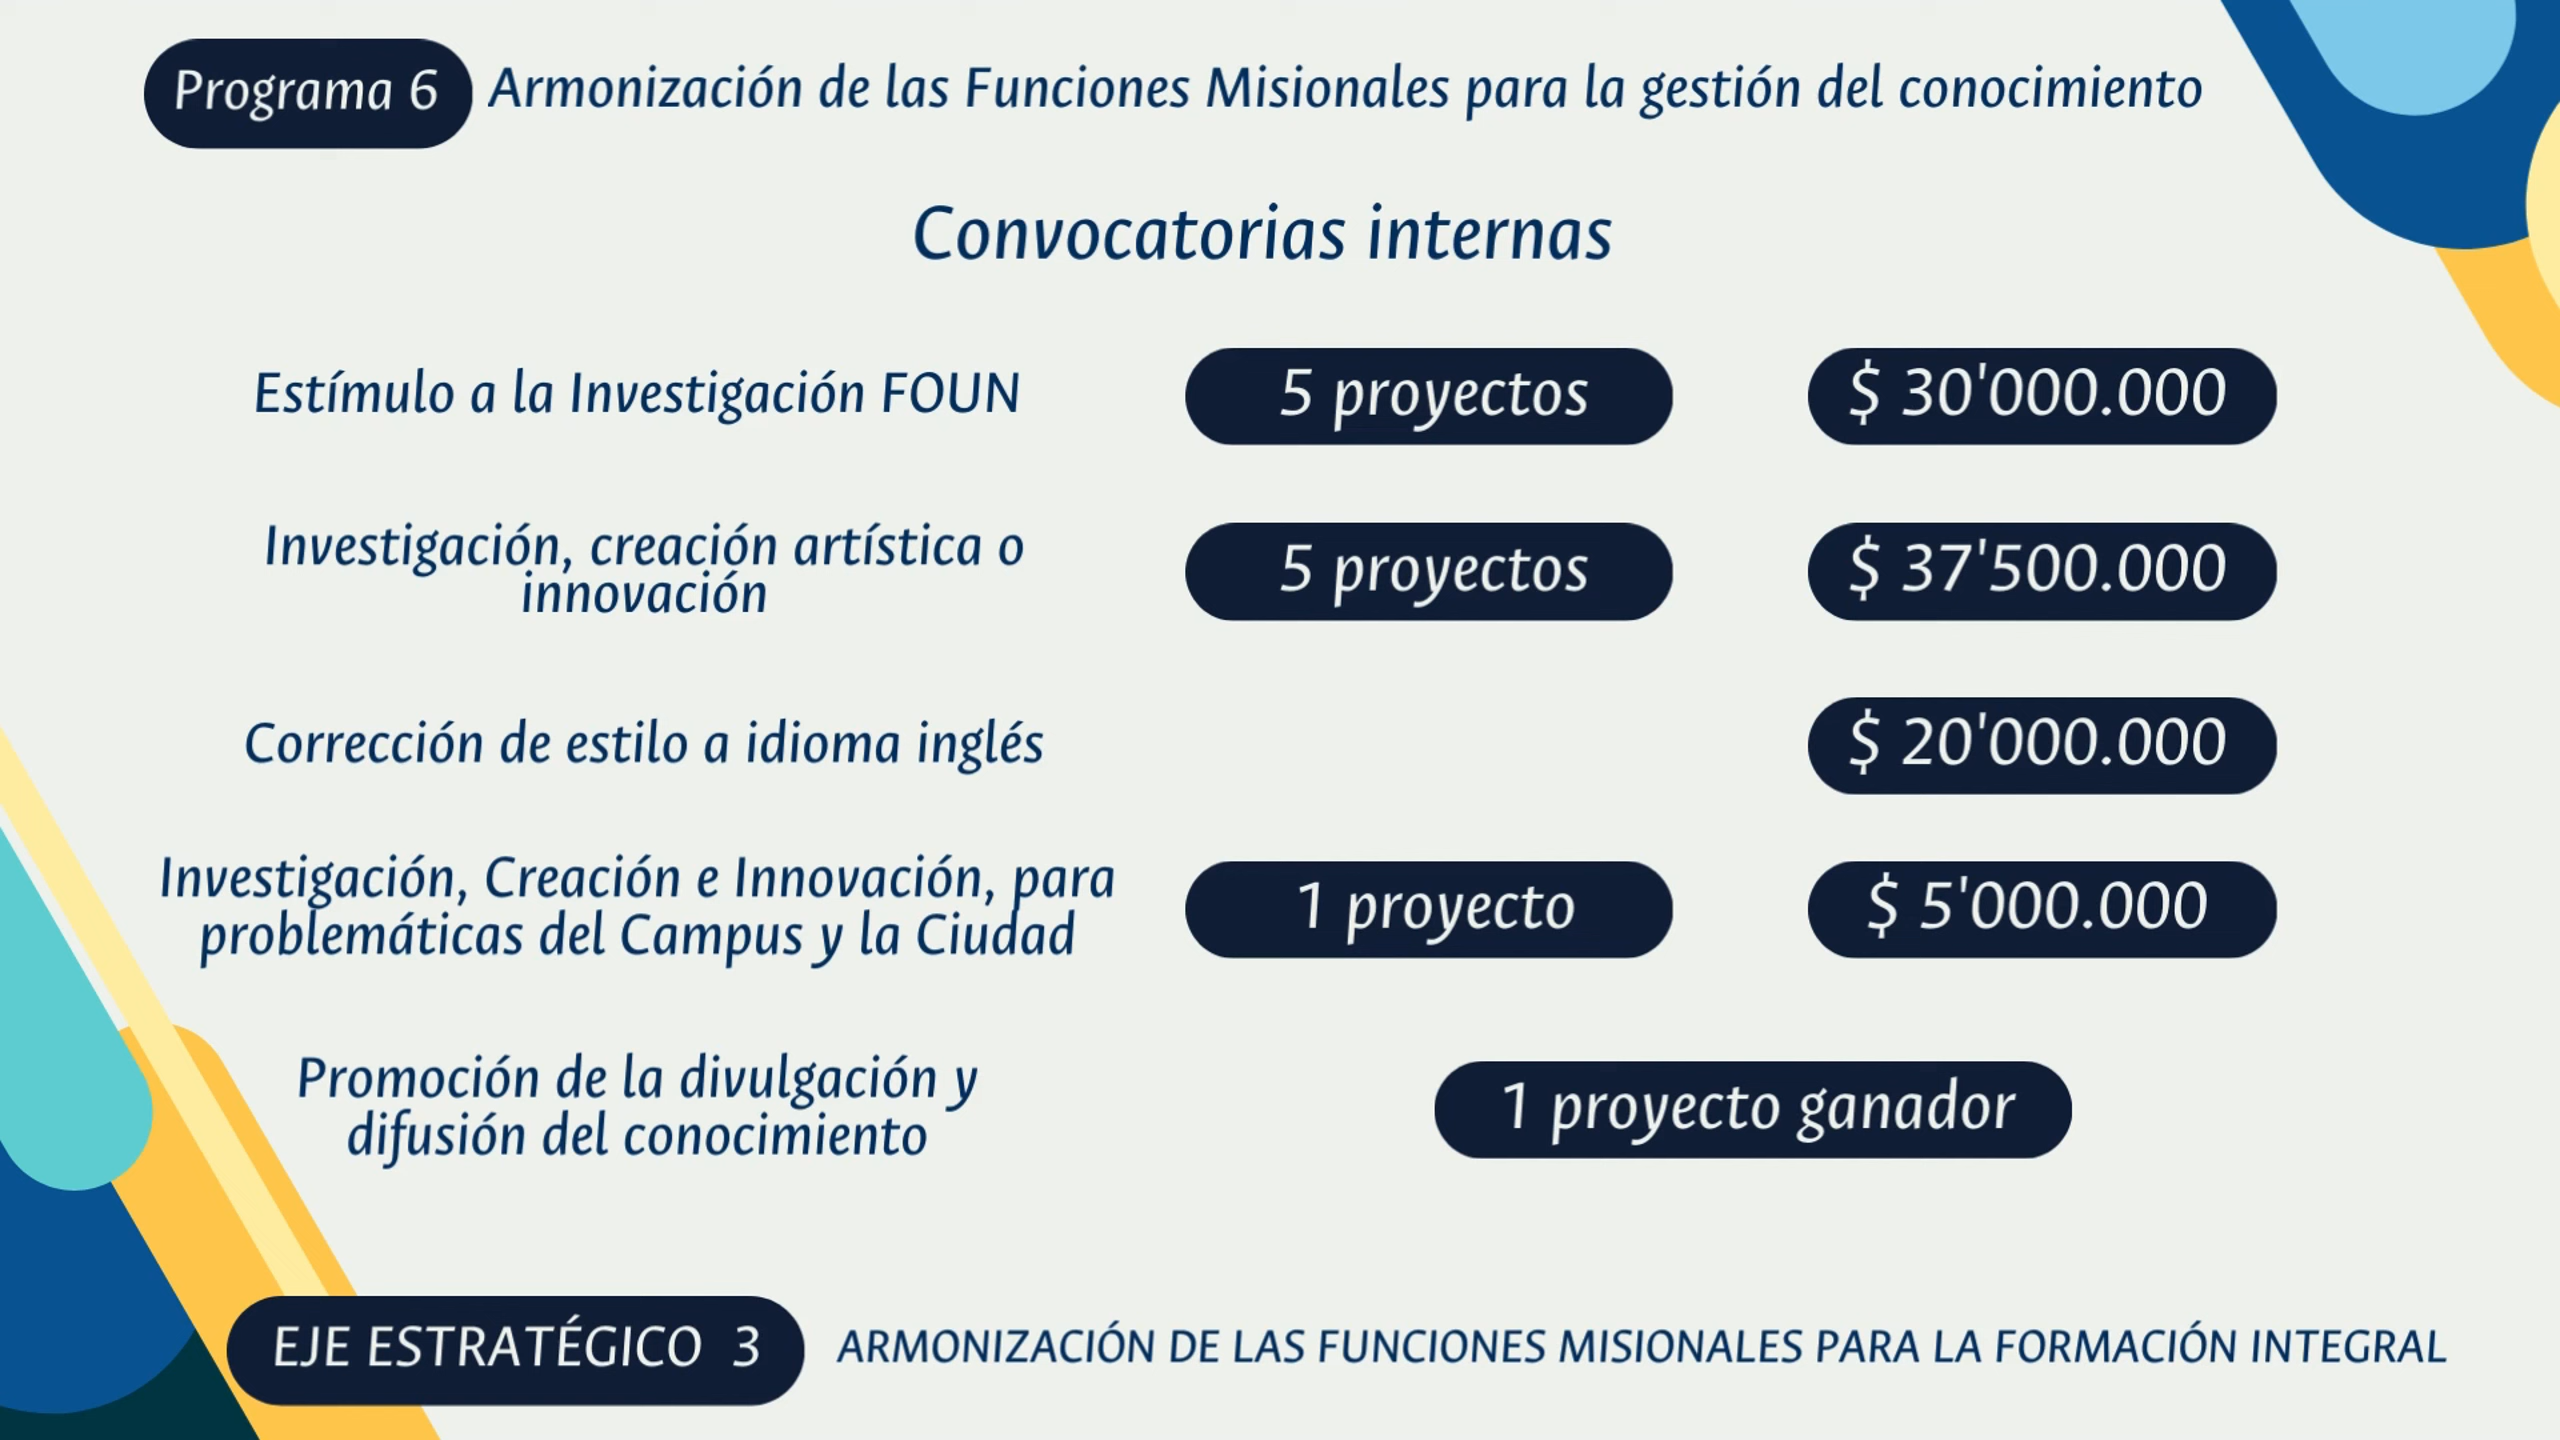 Programa 6 Armonización de las Funciones Misionales para la gestión del conocimiento
Convocatorias internas
Estímulo a la Investigación FOUN 5 proyectos $ 30'000.000
Investigación, creación artística o
innovación
5 proyectos $ 37'500.000
Corrección de estilo a idioma inglés $ 20'000.000
Investigación, Creación e Innovación, para
problemáticas del Campus y la Ciudad
1 proyecto $ 5'000.000
Promoción de la divulgación y
difusión del conocimiento
1 proyecto ganador
EJE ESTRATÉGICO 3 ARMONIZACIÓN DE LAS FUNCIONES MISIONALES PARA LA FORMACIÓN INTEGRAL